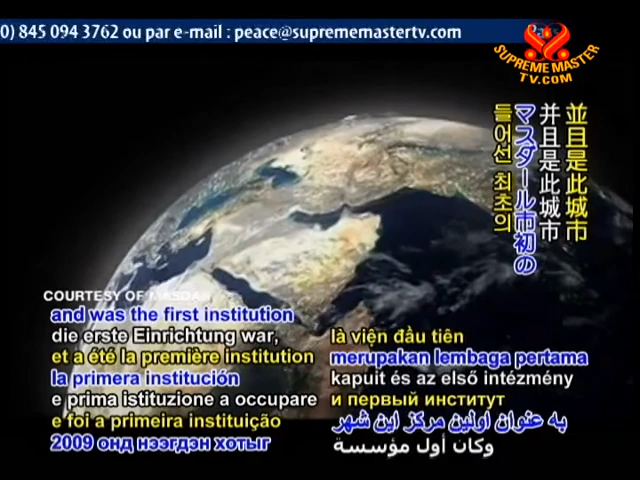 0) 845 094 3762 ou par e-mail : peace@suprememastertv.com
SUPREME MASTER
TV.COM
並且是此城市
并且是此城市
マスダール市初の
들어선 최초의
COURTESY OF MASDAR
and was the first institution
die erste Einrichtung war,
et a été la première institution
la primera institución
e prima istituzione a occupare
e foi a primeira instituição
2009 онд нээгдэн хотыг
là viện đầu tiên
merupakan lembaga pertama
kapuit és az első intézmény
и первый институт
به عنوان اولین مرکز این شهر
وكان أول مؤسسة